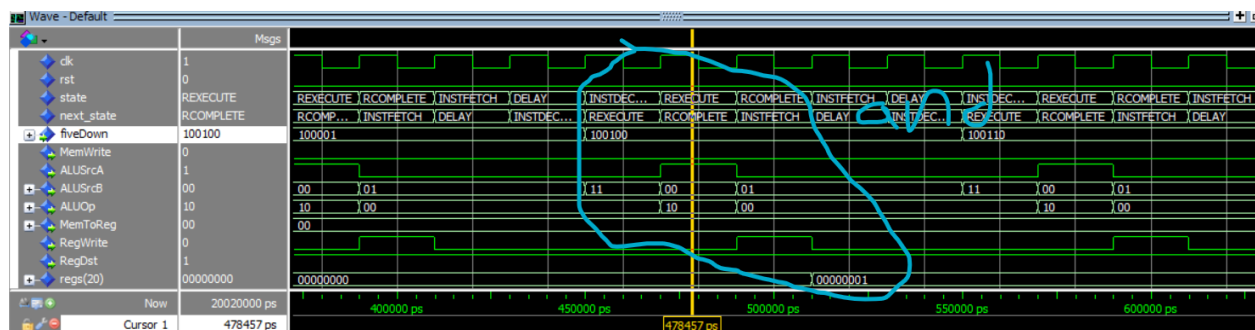 Wave - Default
Msgs
clk 1
rst 0
state REXECUTE REXECUTE RCOMPLETE INSTFETCH DELAY INSTDEC... REXECUTE RCOMPLETE INSTFETCH DELAY INSTDEC... REXECUTE RCOMPLETE INSTFETCH
next_state RCOMPLETE RCOMP... INSTFETCH DELAY INSTDEC... REXECUTE RCOMPLETE INSTFETCH DELAY INSTDEC... REXECUTE RCOMPLETE INSTFETCH DELAY
and
fiveDown 100100 100001 100100 100110
MemWrite 0
ALUSrcA 1
ALUSrcB 00 00 01 11 00 01 11 00 01
ALUOp 10 10 00 10 00 10 00
MemToReg 00 00
RegWrite 0
RegDst 1
regs(20) 00000000 00000000 00000001
Now 20020000 ps 400000 ps 450000 ps 500000 ps 550000 ps 600000 ps
Cursor 1 478457 ps 478457 ps